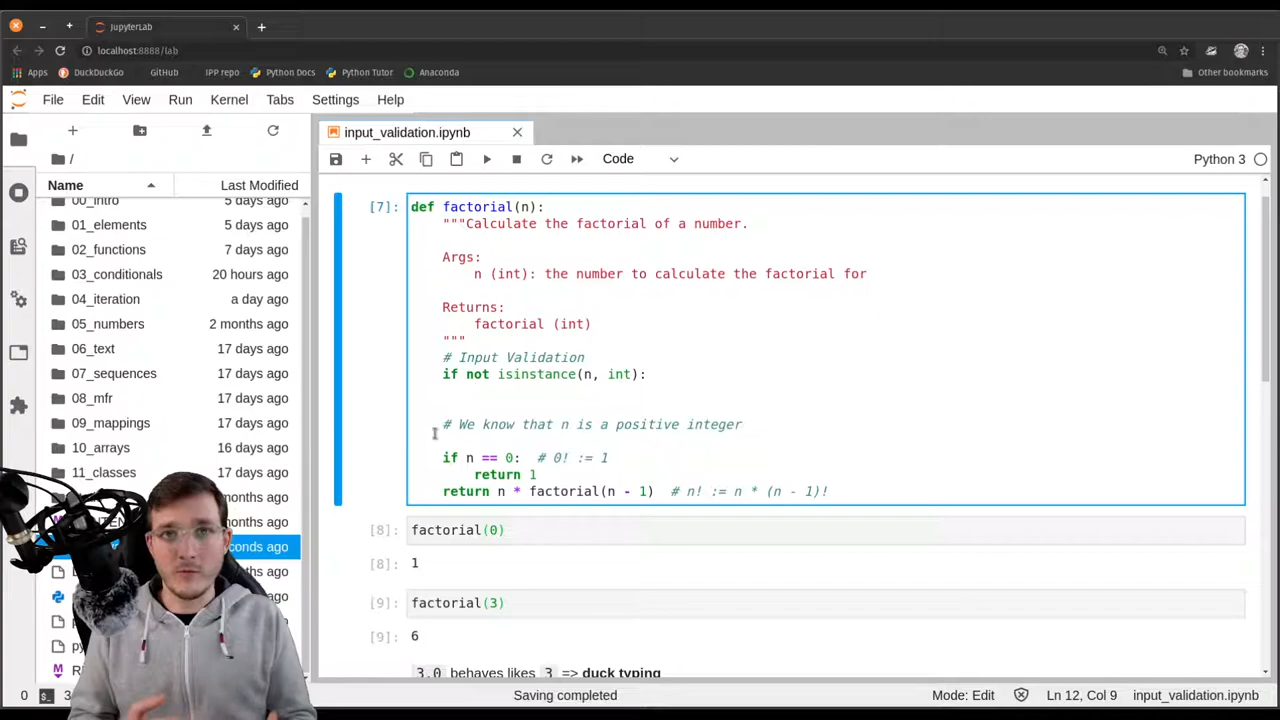 JupyterLab
localhost:8888/lab
Apps DuckDuckGo GitHub IPP repo Python Docs Python Tutor Anaconda Other bookmarks
File Edit View Run Kernel Tabs Settings Help
input_validation.ipynb
/
Code Python 3
Name Last Modified
00_intro 5 days ago
01_elements 5 days ago
02_functions 7 days ago
03_conditionals 20 hours ago
04_iteration a day ago
05_numbers 2 months ago
06_text 17 days ago
07_sequences 17 days ago
08_mfr 17 days ago
09_mappings 17 days ago
10_arrays 16 days ago
11_classes 17 days ago
[7]: def factorial(n):
"""Calculate the factorial of a number.
Args:
n (int): the number to calculate the factorial for
Returns:
factorial (int)
"""
# Input Validation
if not isinstance(n, int):
# We know that n is a positive integer
if n == 0: # 0! := 1
return 1
return n * factorial(n - 1) # n! := n * (n - 1)!
[8]: factorial(0)
[8]: 1
[9]: factorial(3)
[9]: 6
3.0 behaves likes 3 => duck typing
0 $_ 3 Saving completed Mode: Edit Ln 12, Col 9 input_validation.ipynb